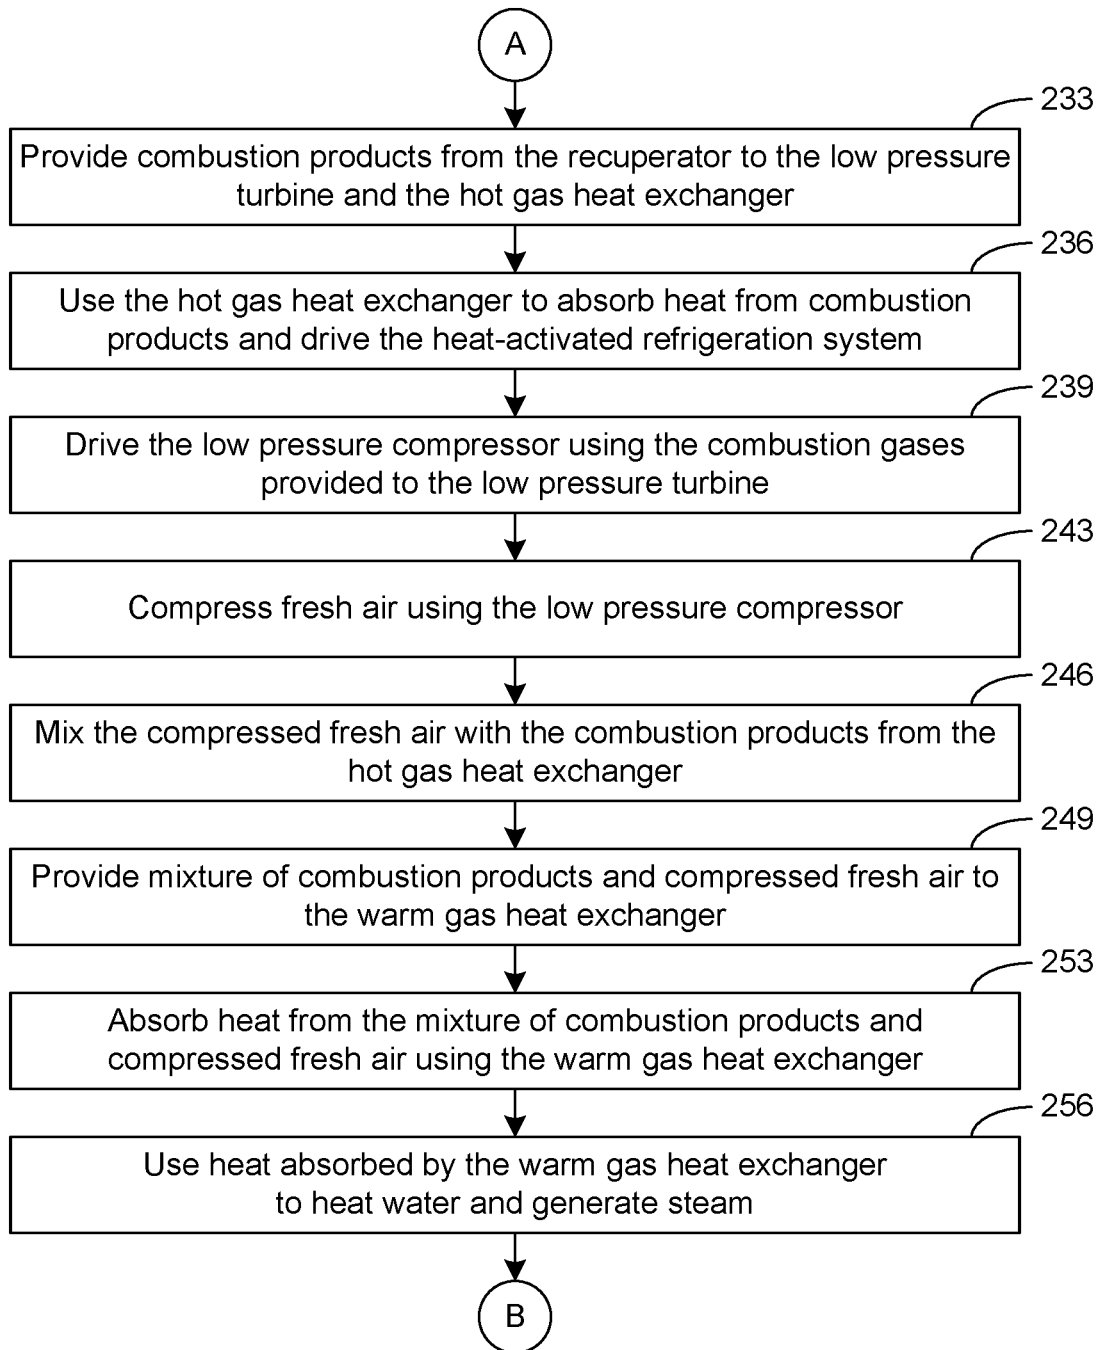 A
233
Provide combustion products from the recuperator to the low pressure
turbine and the hot gas heat exchanger
236
Use the hot gas heat exchanger to absorb heat from combustion
products and drive the heat-activated refrigeration system
239
Drive the low pressure compressor using the combustion gases
provided to the low pressure turbine
243
Compress fresh air using the low pressure compressor
246
Mix the compressed fresh air with the combustion products from the
hot gas heat exchanger
249
Provide mixture of combustion products and compressed fresh air to
the warm gas heat exchanger
253
Absorb heat from the mixture of combustion products and
compressed fresh air using the warm gas heat exchanger
256
Use heat absorbed by the warm gas heat exchanger
to heat water and generate steam
B